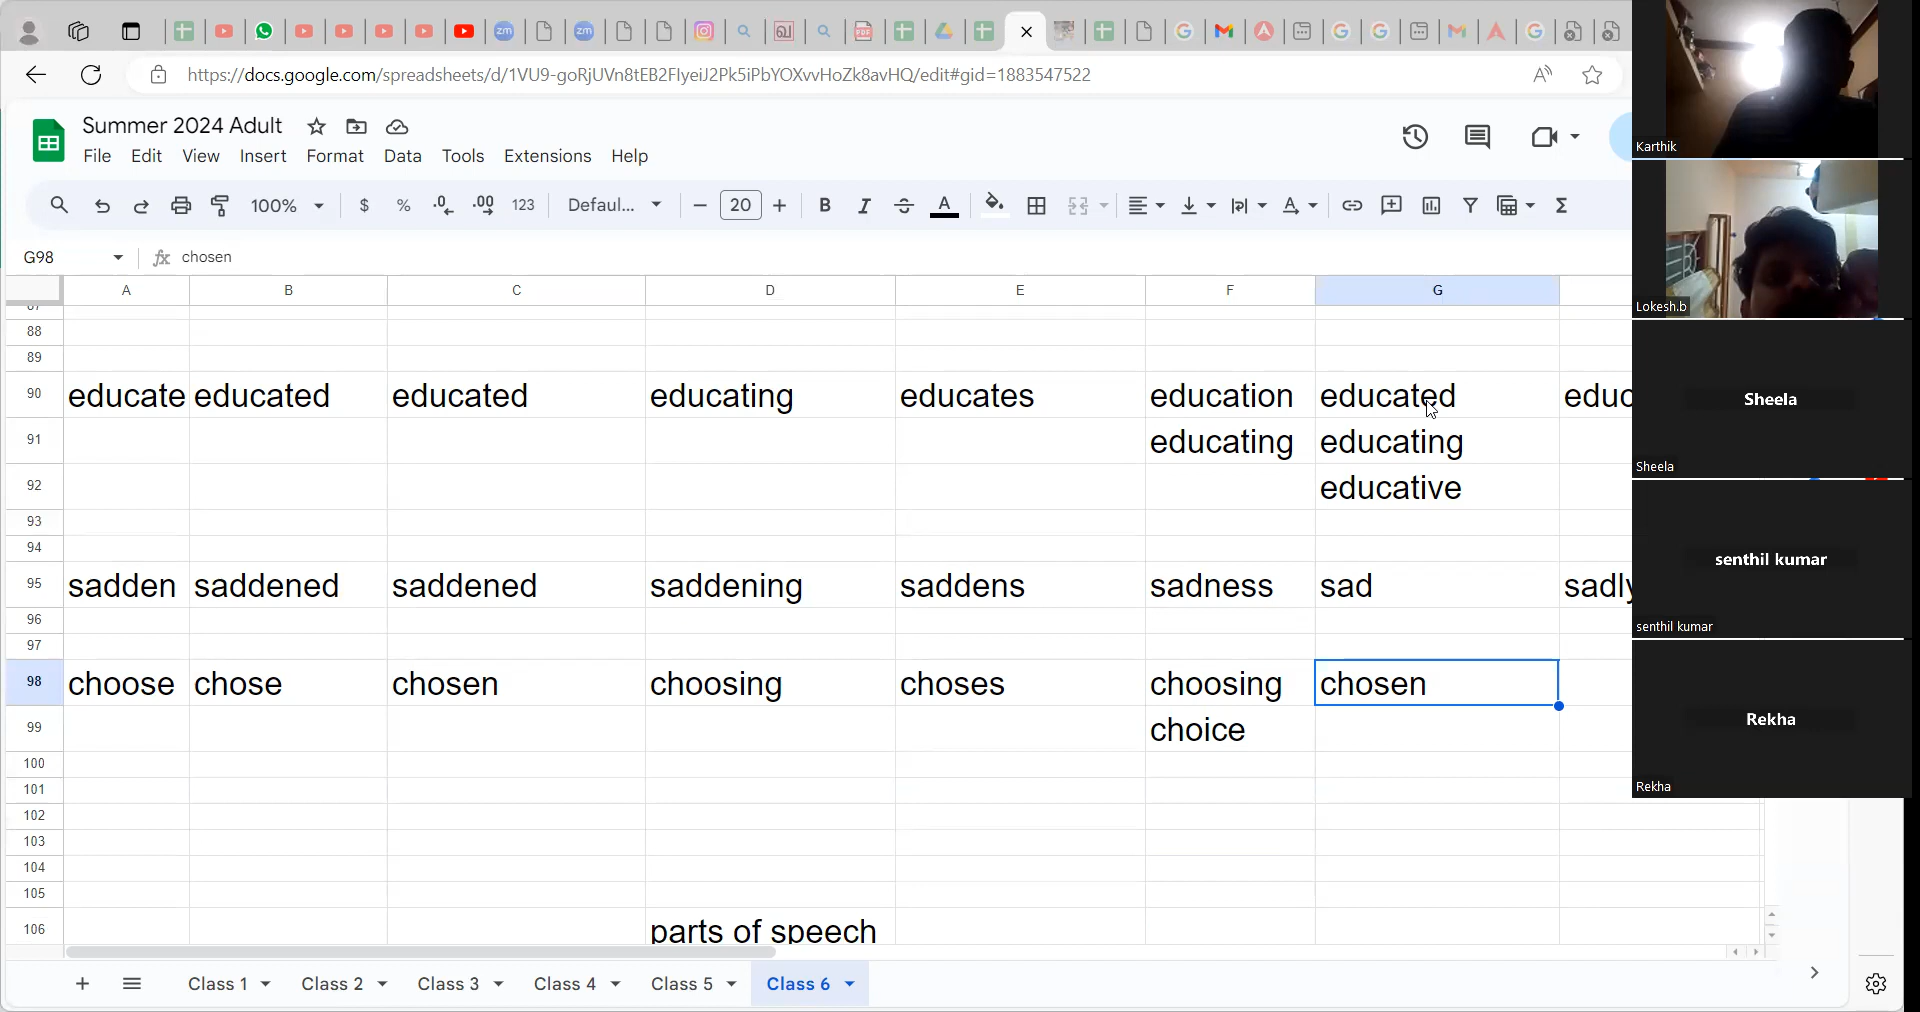 https://docs.google.com/spreadsheets/d/1VU9-goRjUVn8tEB2FIyeiJ2Pk5iPbYOXvvHoZk8avHQ/edit#gid=1883547522
Summer 2024 Adult
File Edit View Insert Format Data Tools Extensions Help
100% $ % .0 .00 123 Defaul... 20 B I A
G98 fx chosen
A B C D E F G
87
88
89
90 educate educated educated educating educates education educated educ
91 educating educating
92 educative
93
94
95 sadden saddened saddened saddening saddens sadness sad sadly
96
97
98 choose chose chosen choosing choses choosing chosen
99 choice
100
101
102
103
104
105
106 parts of speech
Class 1 Class 2 Class 3 Class 4 Class 5 Class 6
Karthik
Lokesh.b
Sheela
Sheela
senthil kumar
senthil kumar
Rekha
Rekha